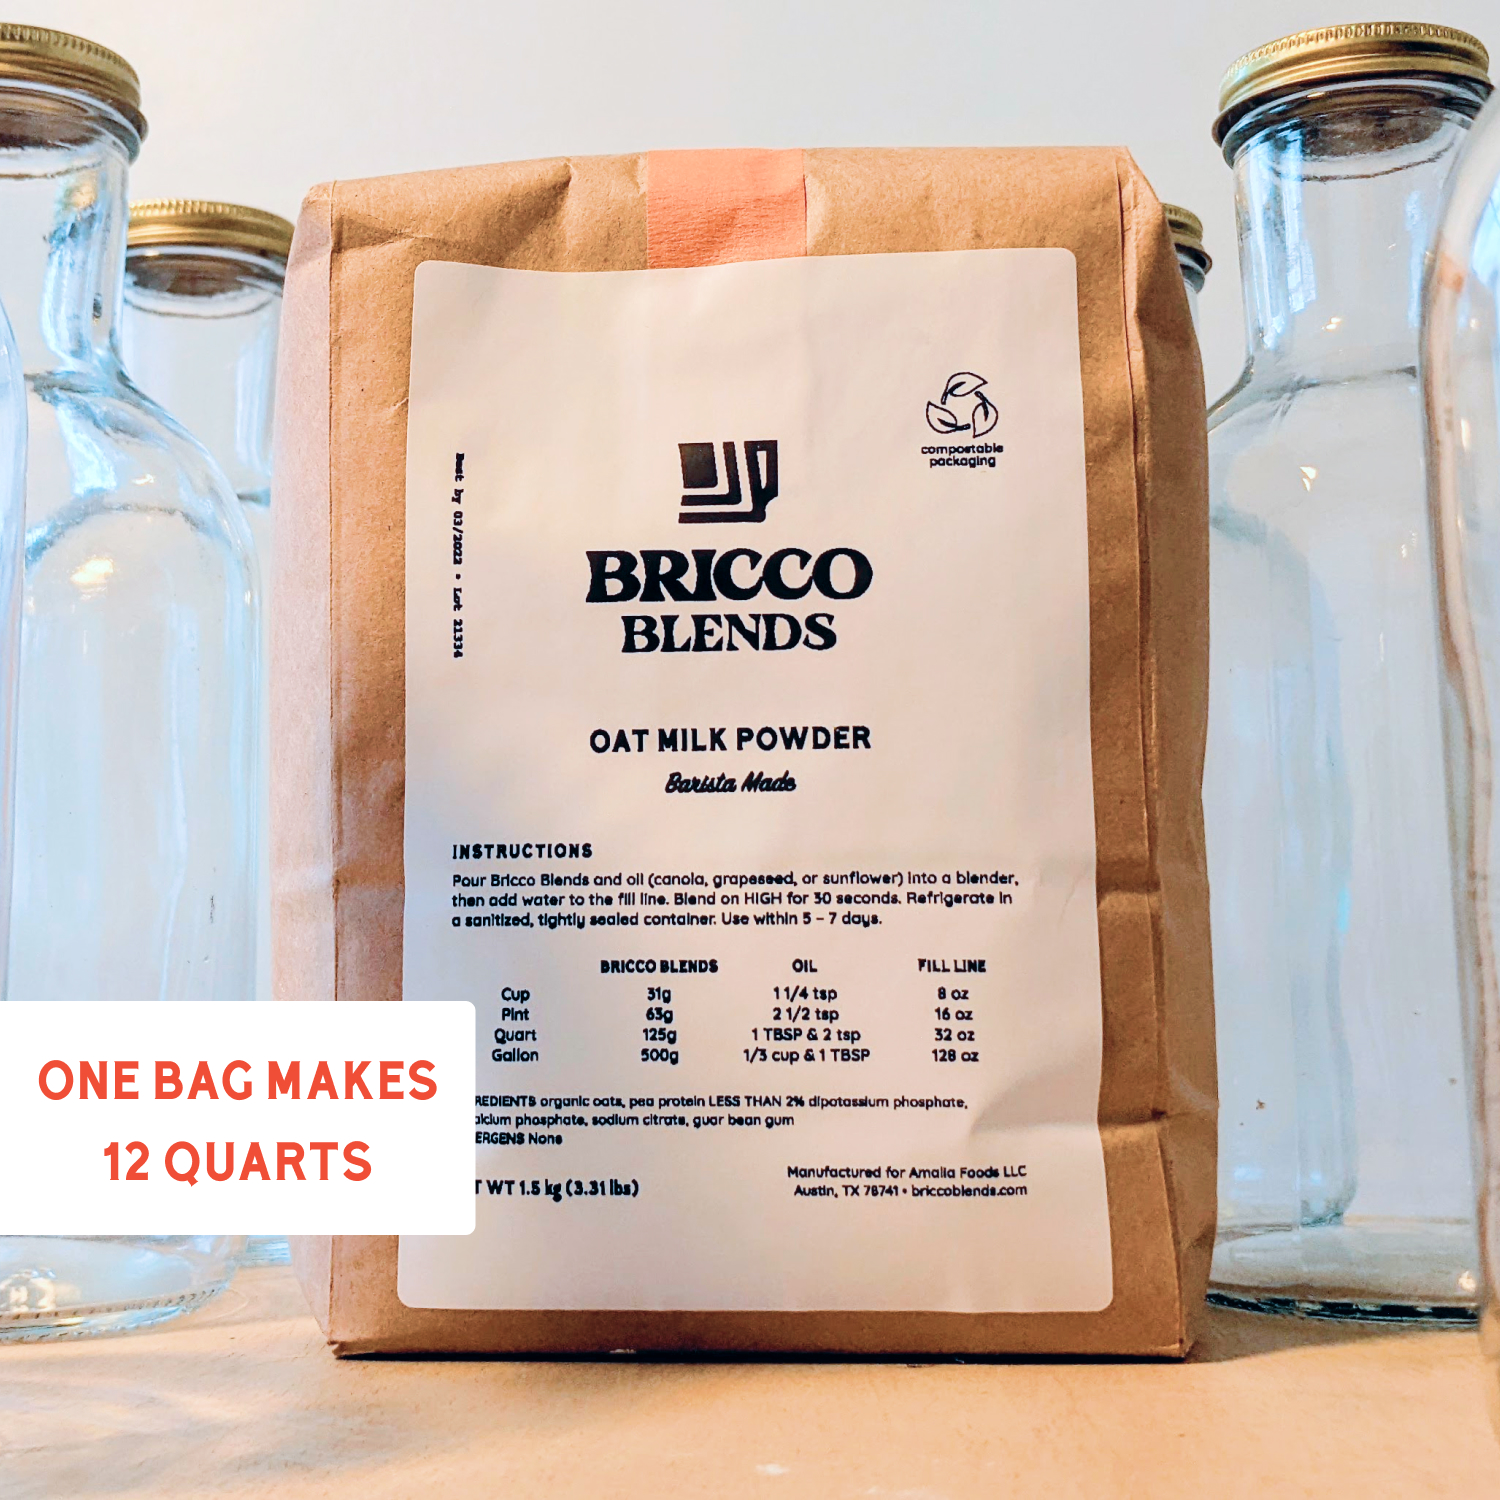 compostable
packaging
Best by 03/2022 • Lot 21334
BRICCO
BLENDS
OAT MILK POWDER
Barista Made
INSTRUCTIONS
Pour Bricco Blends and oil (canola, grapeseed, or sunflower) into a blender,
then add water to the fill line. Blend on HIGH for 30 seconds. Refrigerate in
a sanitized, tightly sealed container. Use within 5 – 7 days.
BRICCO BLENDS OIL FILL LINE
Cup 31g 1 1/4 tsp 8 oz
Pint 63g 2 1/2 tsp 16 oz
Quart 125g 1 TBSP & 2 tsp 32 oz
Gallon 500g 1/3 cup & 1 TBSP 128 oz
REDIENTS organic oats, pea protein LESS THAN 2% dipotassium phosphate,
alcium phosphate, sodium citrate, guar bean gum
ERGENS None
T WT 1.5 kg (3.31 lbs)
Manufactured for Amalia Foods LLC
Austin, TX 78741 • briccoblends.com
ONE BAG MAKES
12 QUARTS